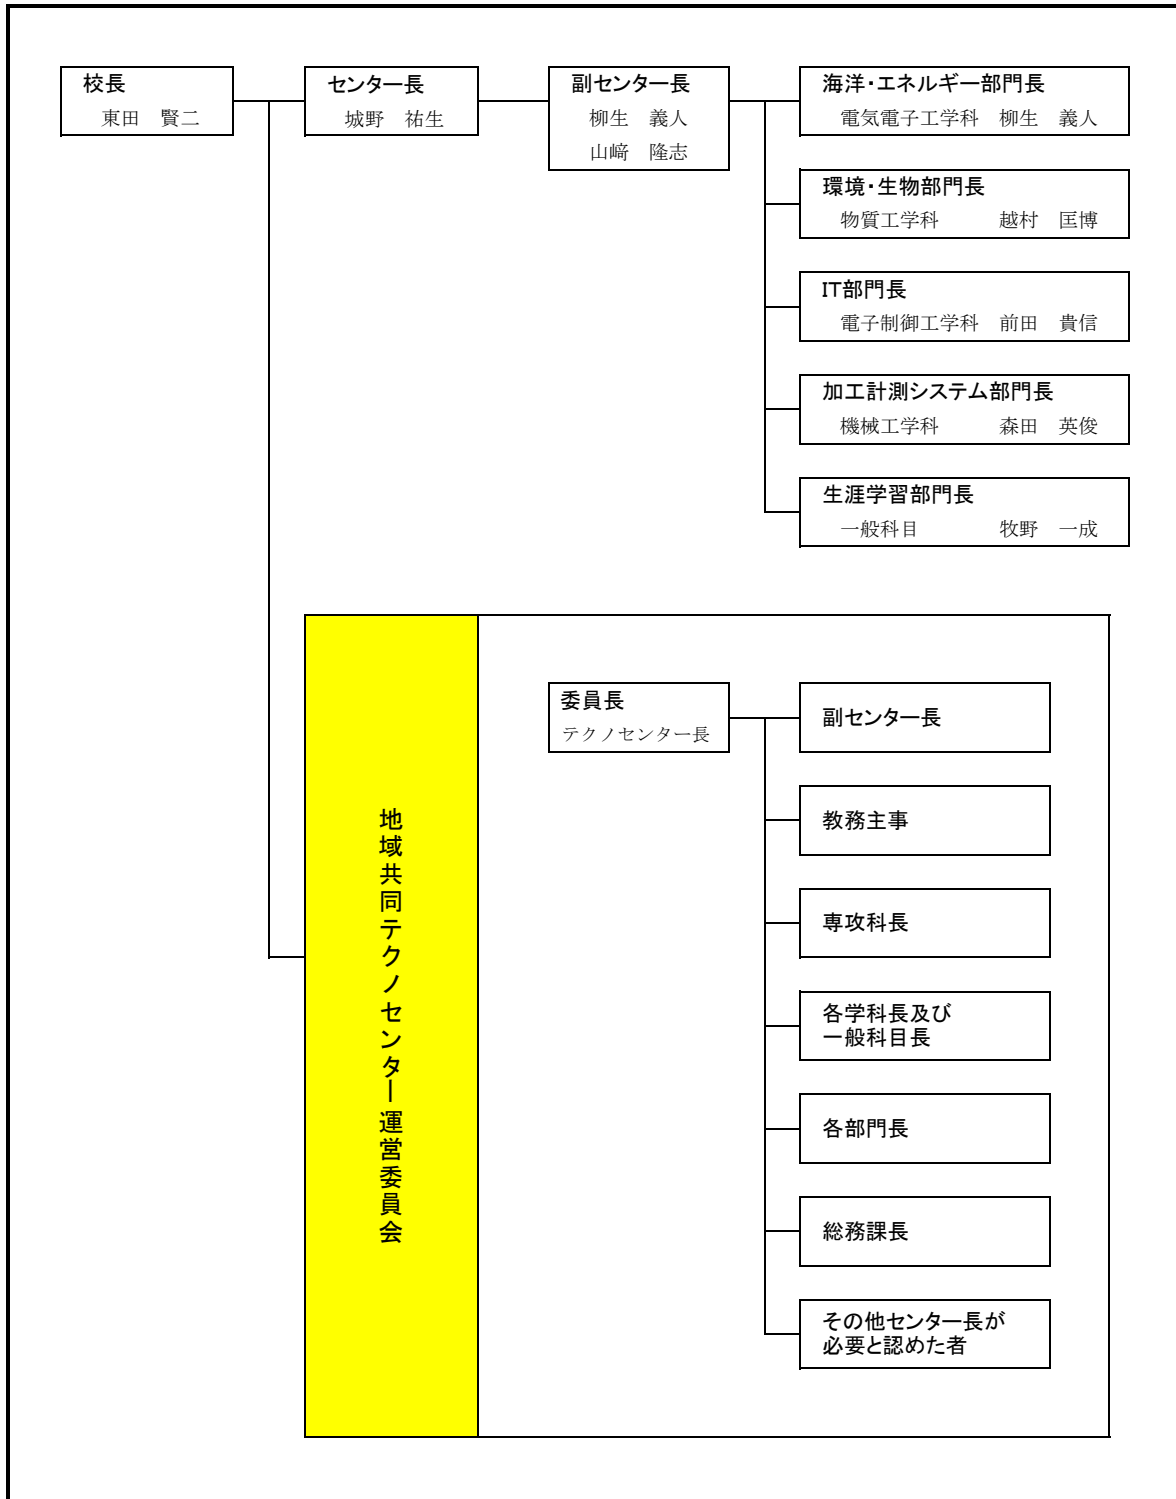 校長
東田　賢二
センター長
城野　祐生
副センター長
柳生　義人
山﨑　隆志
海洋・エネルギー部門長
電気電子工学科　柳生　義人
環境・生物部門長
物質工学科　　　越村　匡博
IT部門長
電子制御工学科　前田　貴信
加工計測システム部門長
機械工学科　　　森田　英俊
生涯学習部門長
一般科目　　　　牧野　一成
地域共同テクノセンター運営委員会
委員長
テクノセンター長
副センター長
教務主事
専攻科長
各学科長及び
一般科目長
各部門長
総務課長
その他センター長が
必要と認めた者